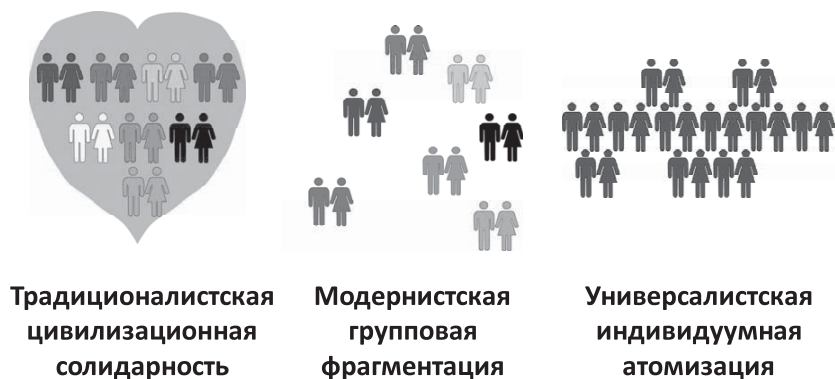 Традиционалистская
цивилизационная
солидарность
Модернистская
групповая
фрагментация
Универсалистская
индивидуумная
атомизация